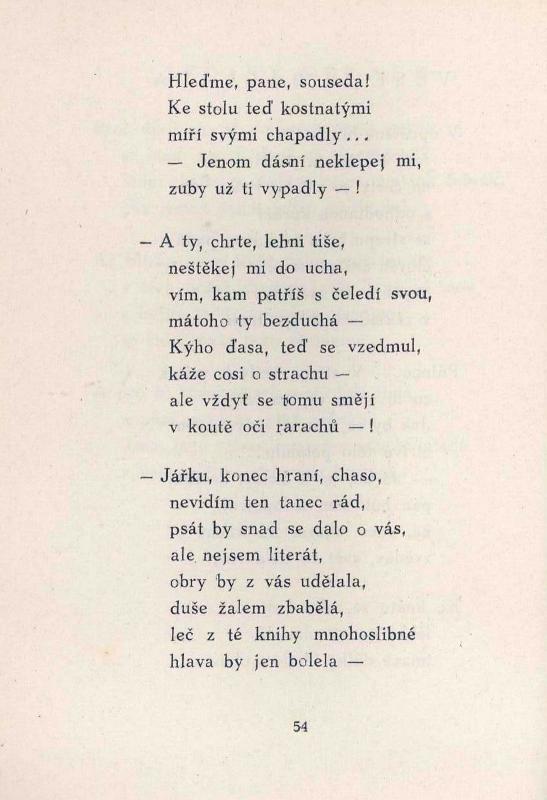 Hleďme, pane, souseda!
Ke stolu teď kostnatými
míří svými chapadly...
— Jenom dásní neklepej mi,
zuby už ti vypadly — !
— A ty, chrte, lehni tiše,
neštěkej mi do ucha,
vím, kam patříš s čeledí svou,
mátoho ty bezduchá —
Kýho ďasa, teď se vzedmul,
káže cosi o strachu —
ale vždyť se tomu smějí
v koutě oči rarachů — !
— Jářku, konec hraní, chaso,
nevidím ten tanec rád,
psát by snad se dalo o vás,
ale nejsem literát,
obry by z vás udělala,
duše žalem zbabělá,
leč z té knihy mnohoslibné
hlava by jen bolela —
54